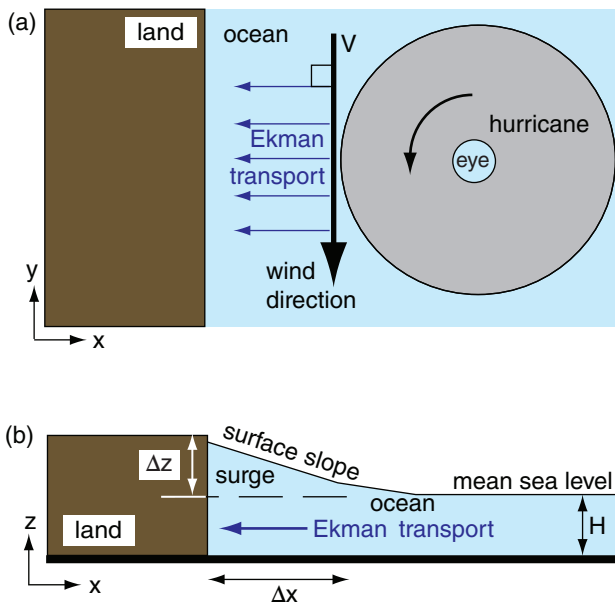 (a)
land
ocean
V
Ekman
transport
hurricane
eye
wind
direction
y
x
(b)
surface slope
Δz
surge
mean sea level
ocean
land
Ekman transport
H
z
x
Δx